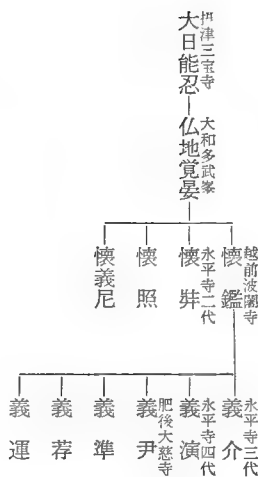 摂津三宝寺
大日能忍
大和多武峯
仏地覚晏
越前波着寺
懐鑑
永平寺二代
懐弉
懐照
懐義尼
永平寺三代
義介
永平寺四代
義演
肥後大慈寺
義尹
義準
義荐
義運